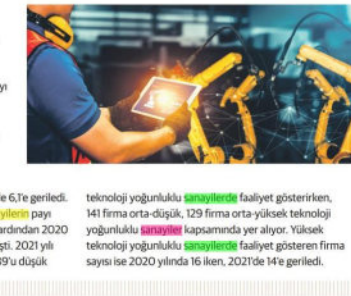 yı
e 6,1'e geriledi.
yilerin payı
ardından 2020
şti. 2021 yılı
39'u düşük
teknoloji yoğunluklu sanayilerde faaliyet gösterirken,
141 firma orta-düşük, 129 firma orta-yüksek teknoloji
yoğunluklu sanayiler kapsamında yer alıyor. Yüksek
teknoloji yoğunluklu sanayilerde faaliyet gösteren firma
sayısı ise 2020 yılında 16 iken, 2021'de 14'e geriledi.